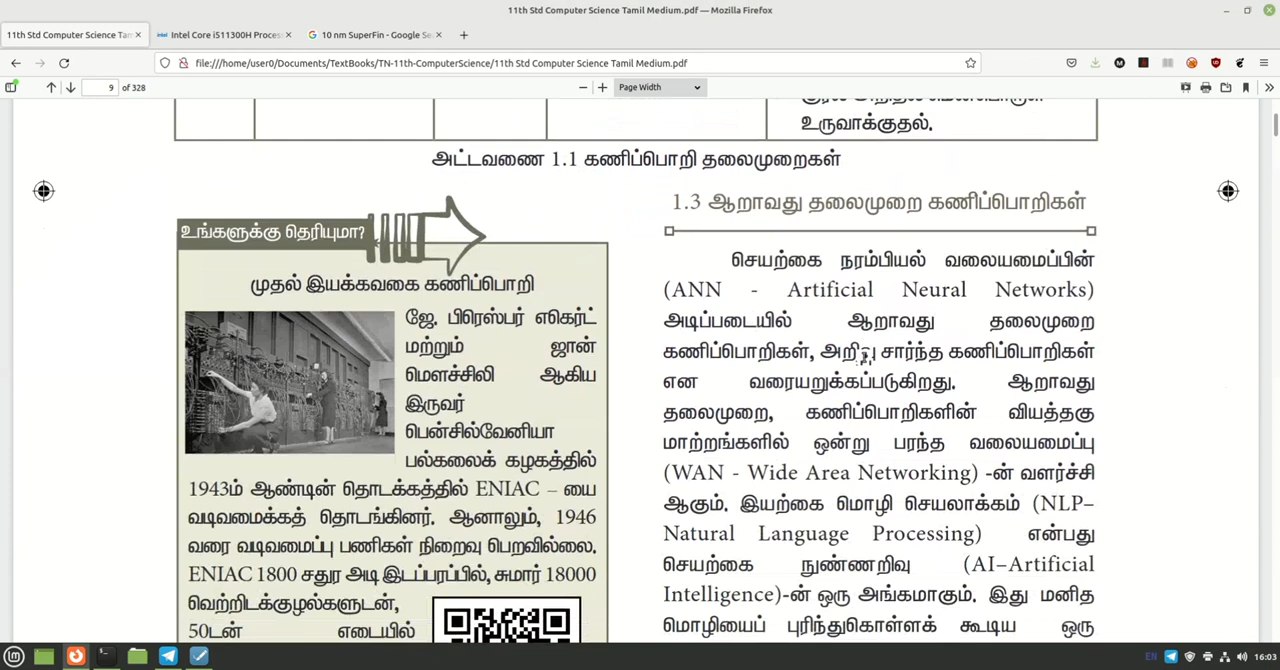 11th Std Computer Science Tamil Medium.pdf — Mozilla Firefox
11th Std Computer Science Tam
Intel Core i511300H Proces
10 nm SuperFin - Google Se
file:///home/user0/Documents/TextBooks/TN-11th-ComputerScience/11th Std Computer Science Tamil Medium.pdf
9 of 328
Page Width
உருவாக்குதல்.
அட்டவணை 1.1 கணிப்பொறி தலைமுறைகள்
உங்களுக்கு தெரியுமா?
முதல் இயக்கவகை கணிப்பொறி
ஜே. பிரெஸ்பர் எகெர்ட்
மற்றும் ஜான்
மௌச்சிலி ஆகிய
இருவர்
பென்சில்வேனியா
பல்கலைக் கழகத்தில்
1943ம் ஆண்டின் தொடக்கத்தில் ENIAC – யை
வடிவமைக்கத் தொடங்கினர். ஆனாலும், 1946
வரை வடிவமைப்பு பணிகள் நிறைவு பெறவில்லை.
ENIAC 1800 சதுர அடி இடப்பரப்பில், சுமார் 18000
வெற்றிடக்குழல்களுடன்,
50டன் எடையில்
1.3 ஆறாவது தலைமுறை கணிப்பொறிகள்
செயற்கை நரம்பியல் வலையமைப்பின்
(ANN - Artificial Neural Networks)
அடிப்படையில் ஆறாவது தலைமுறை
கணிப்பொறிகள், அறிவு சார்ந்த கணிப்பொறிகள்
என வரையறுக்கப்படுகிறது. ஆறாவது
தலைமுறை, கணிப்பொறிகளின் வியத்தகு
மாற்றங்களில் ஒன்று பரந்த வலையமைப்பு
(WAN - Wide Area Networking) -ன் வளர்ச்சி
ஆகும். இயற்கை மொழி செயலாக்கம் (NLP–
Natural Language Processing) என்பது
செயற்கை நுண்ணறிவு (AI–Artificial
Intelligence)-ன் ஒரு அங்கமாகும். இது மனித
மொழியைப் புரிந்துகொள்ளக் கூடிய ஒரு
EN
16:03